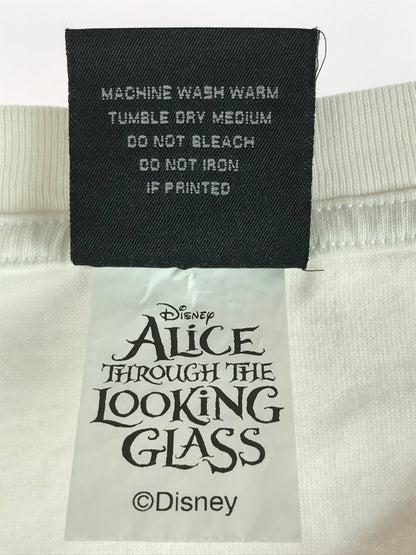 MACHINE WASH WARM
TUMBLE DRY MEDIUM
DO NOT BLEACH
DO NOT IRON
IF PRINTED
Disney
ALICE
THROUGH THE
LOOKING
GLASS
©Disney